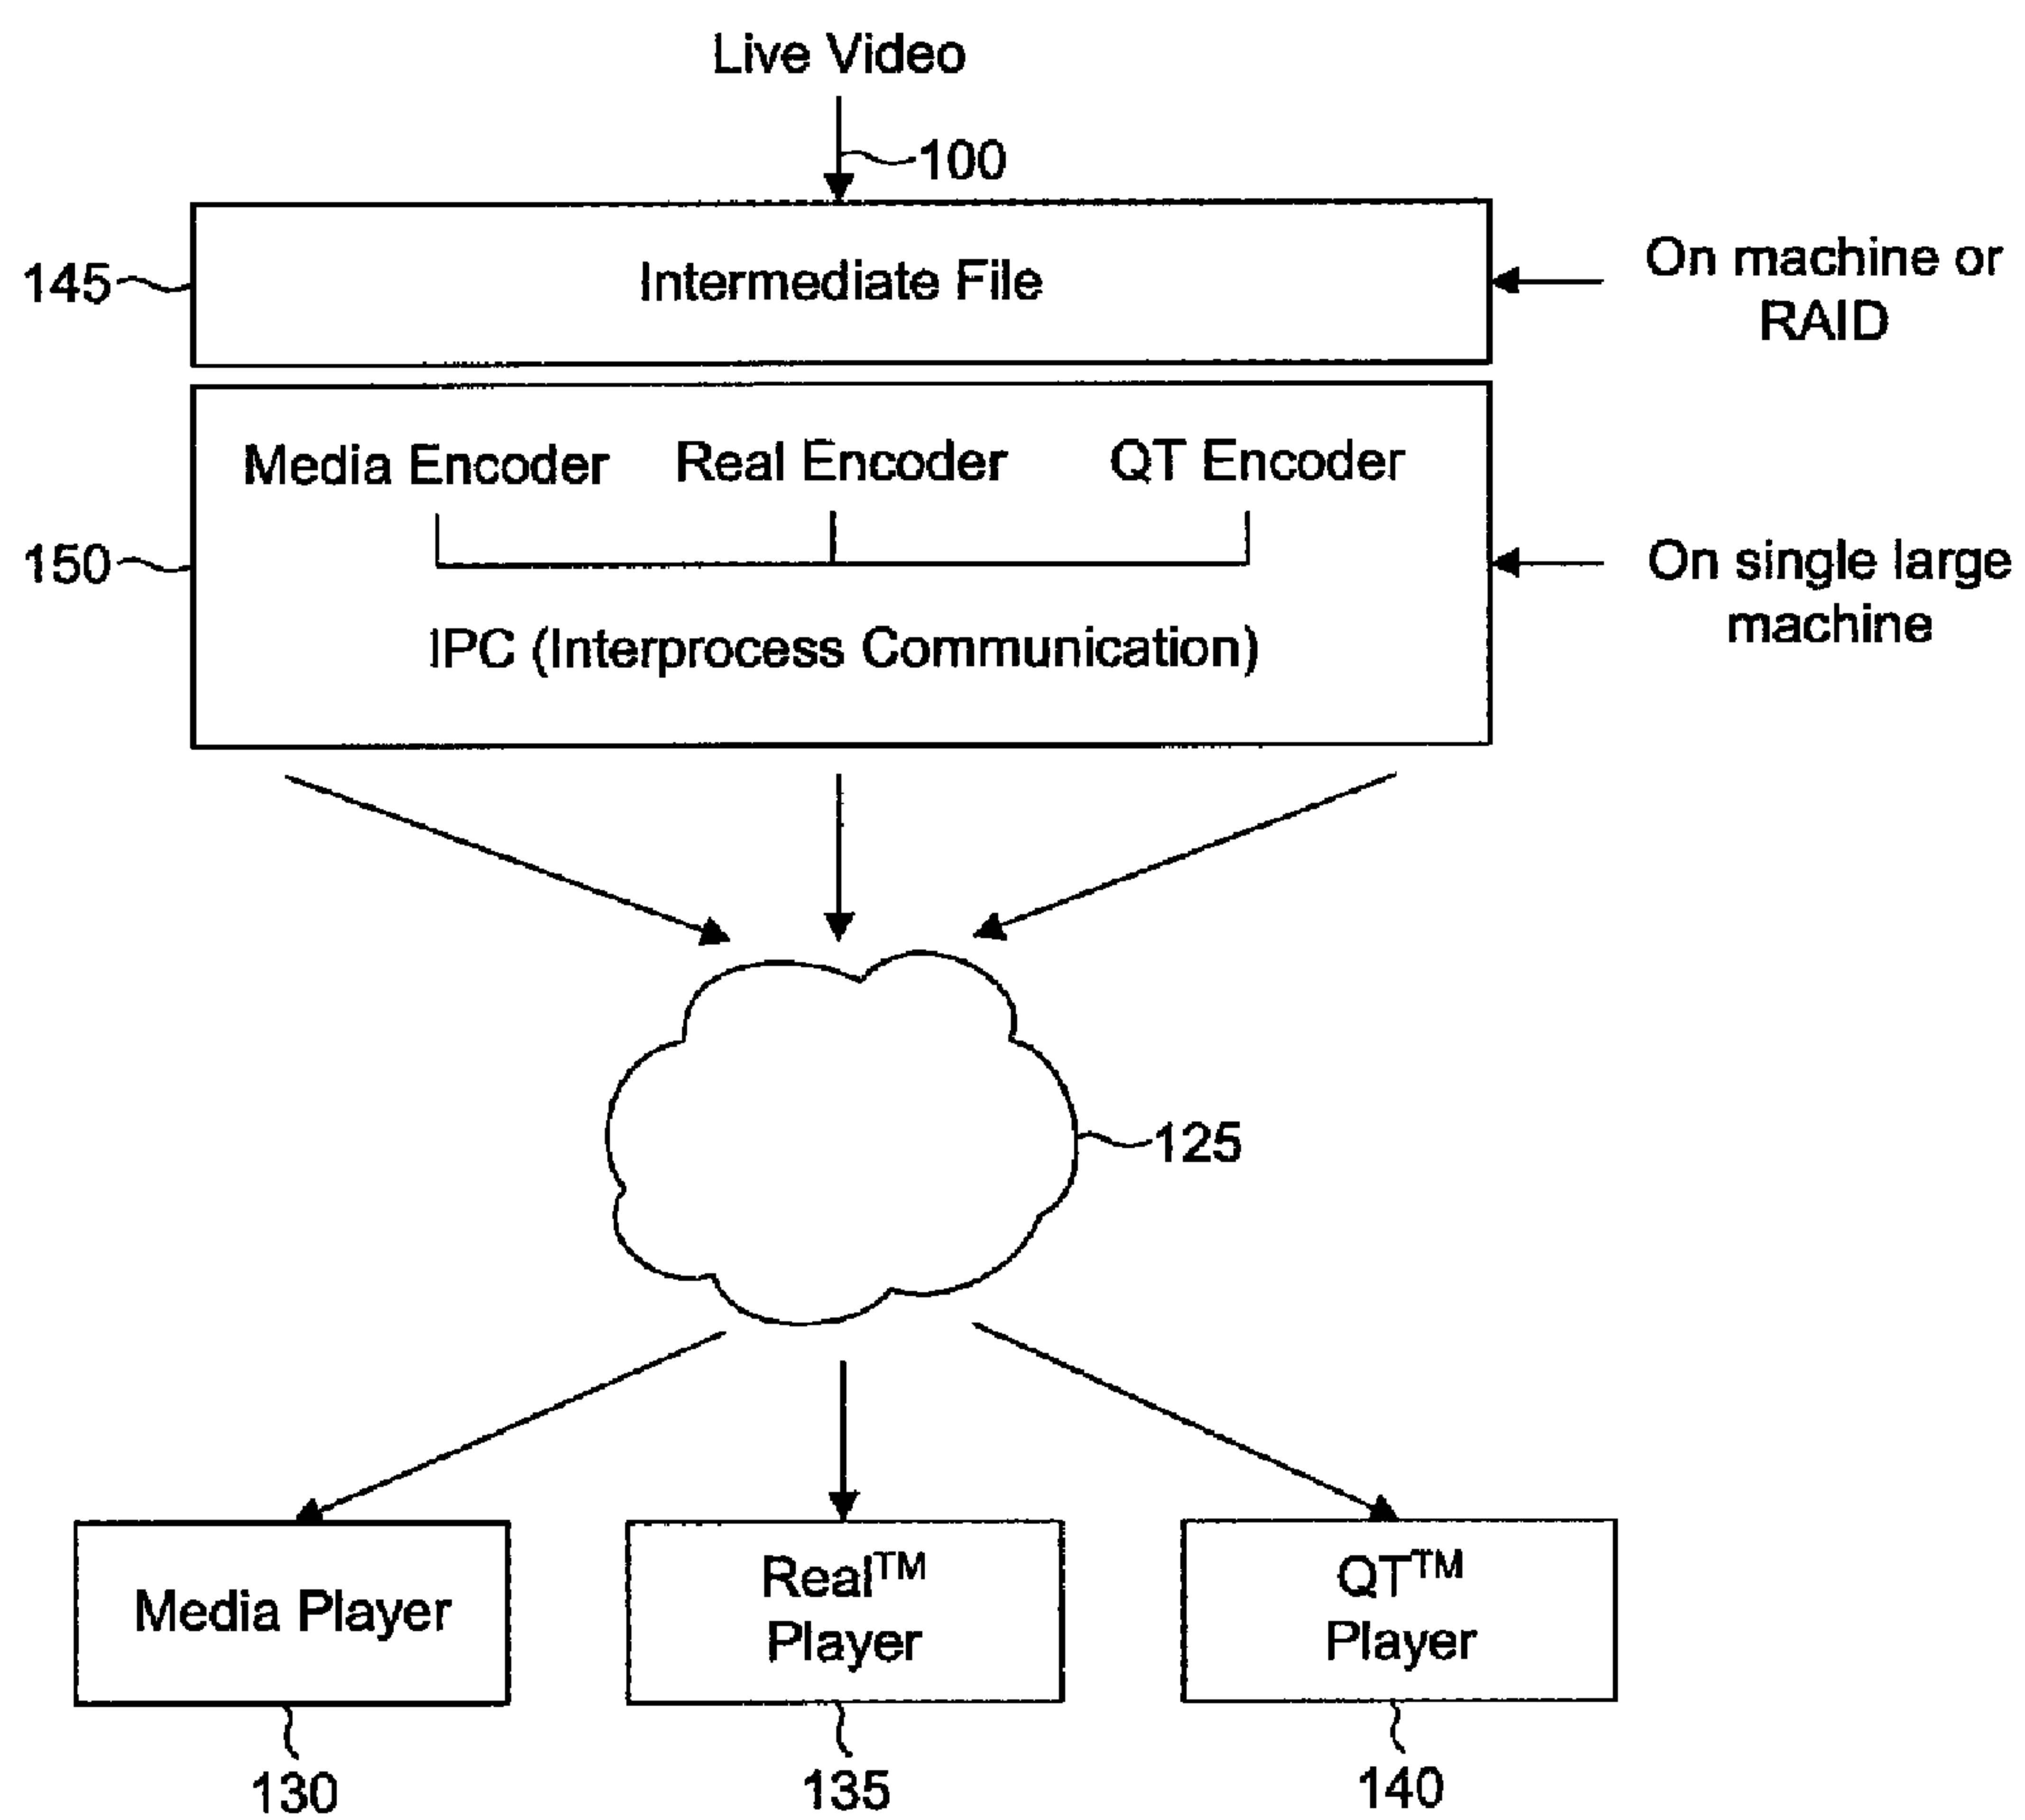 Live Video
100
145
Intermediate File
On machine or
RAID
Media Encoder Real Encoder QT Encoder
150
On single large
machine
IPC (Interprocess Communication)
125
Media Player
Real™
Player
QT™
Player
130
135
140